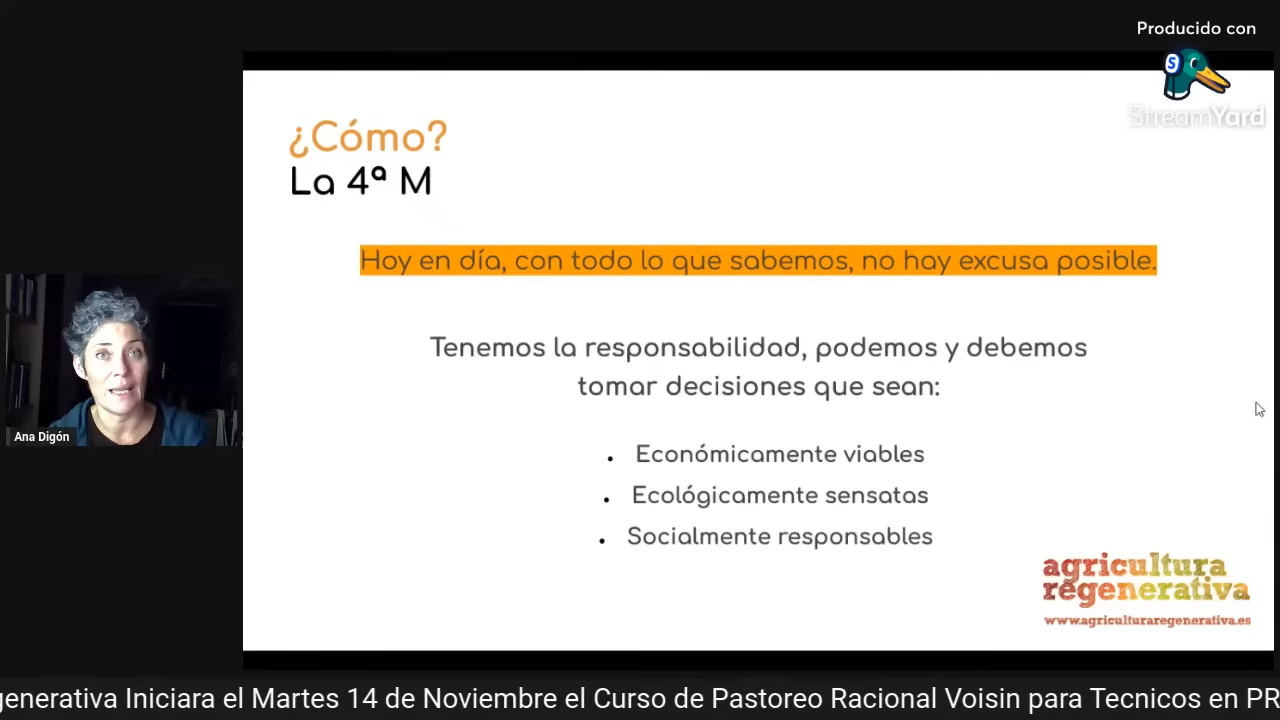 Producido con
StreamYard
¿Cómo?
La 4ª M
Hoy en día, con todo lo que sabemos, no hay excusa posible.
Tenemos la responsabilidad, podemos y debemos
tomar decisiones que sean:
• Económicamente viables
• Ecológicamente sensatas
• Socialmente responsables
Ana Digón
agricultura
regenerativa
www.agriculturaregenerativa.es
generativa Iniciara el Martes 14 de Noviembre el Curso de Pastoreo Racional Voisin para Tecnicos en PR